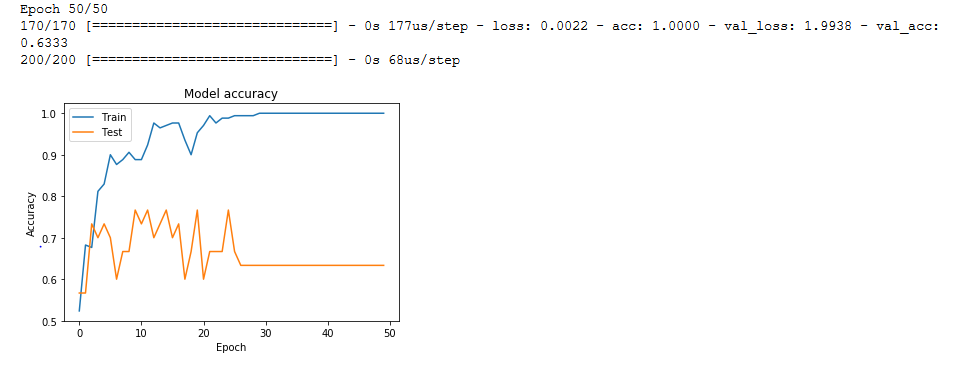 Epoch 50/50
170/170 [==============================] - 0s 177us/step - loss: 0.0022 - acc: 1.0000 - val_loss: 1.9938 - val_acc:
0.6333
200/200 [==============================] - 0s 68us/step
Model accuracy
Train
Test
1.0
0.9
0.8
0.7
0.6
0.5
Accuracy
0 10 20 30 40 50
Epoch